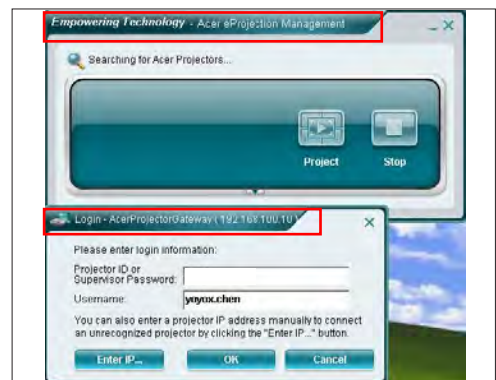 Empowering Technology - Acer eProjection Management
Searching for Acer Projectors...
Project
Stop
Login - AcerProjectorGateway ( 192.168.100.10 )
Please enter login information:
Projector ID or
Supervisor Password:
Username: yoyox.chen
You can also enter a projector IP address manually to connect
an unrecognized projector by clicking the "Enter IP..." button.
Enter IP...
OK
Cancel